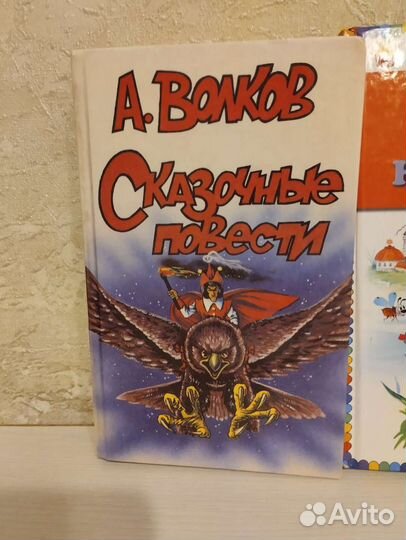 А. Волков
Сказочные
повести
Avito